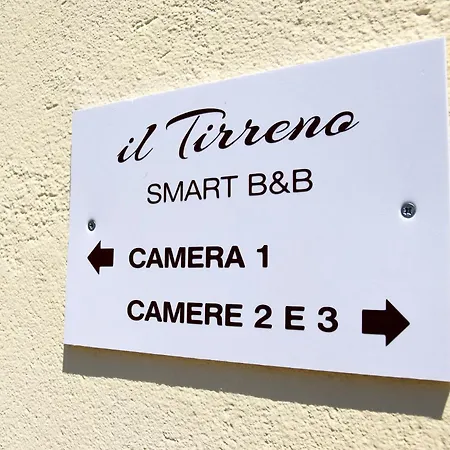 il Tirreno
SMART B&B
CAMERA 1
CAMERE 2 E 3